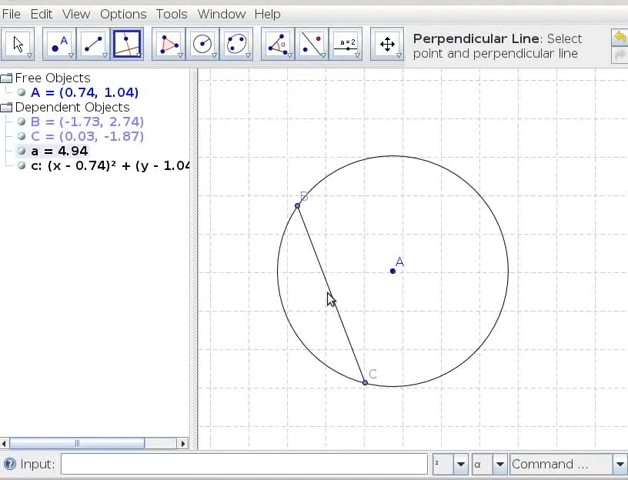 File Edit View Options Tools Window Help
A
α
a=2
Perpendicular Line: Select
point and perpendicular line
Free Objects
A = (0.74, 1.04)
Dependent Objects
B = (-1.73, 2.74)
C = (0.03, -1.87)
a = 4.94
c: (x - 0.74)² + (y - 1.04
B
A
C
Input:
²
α
Command ...